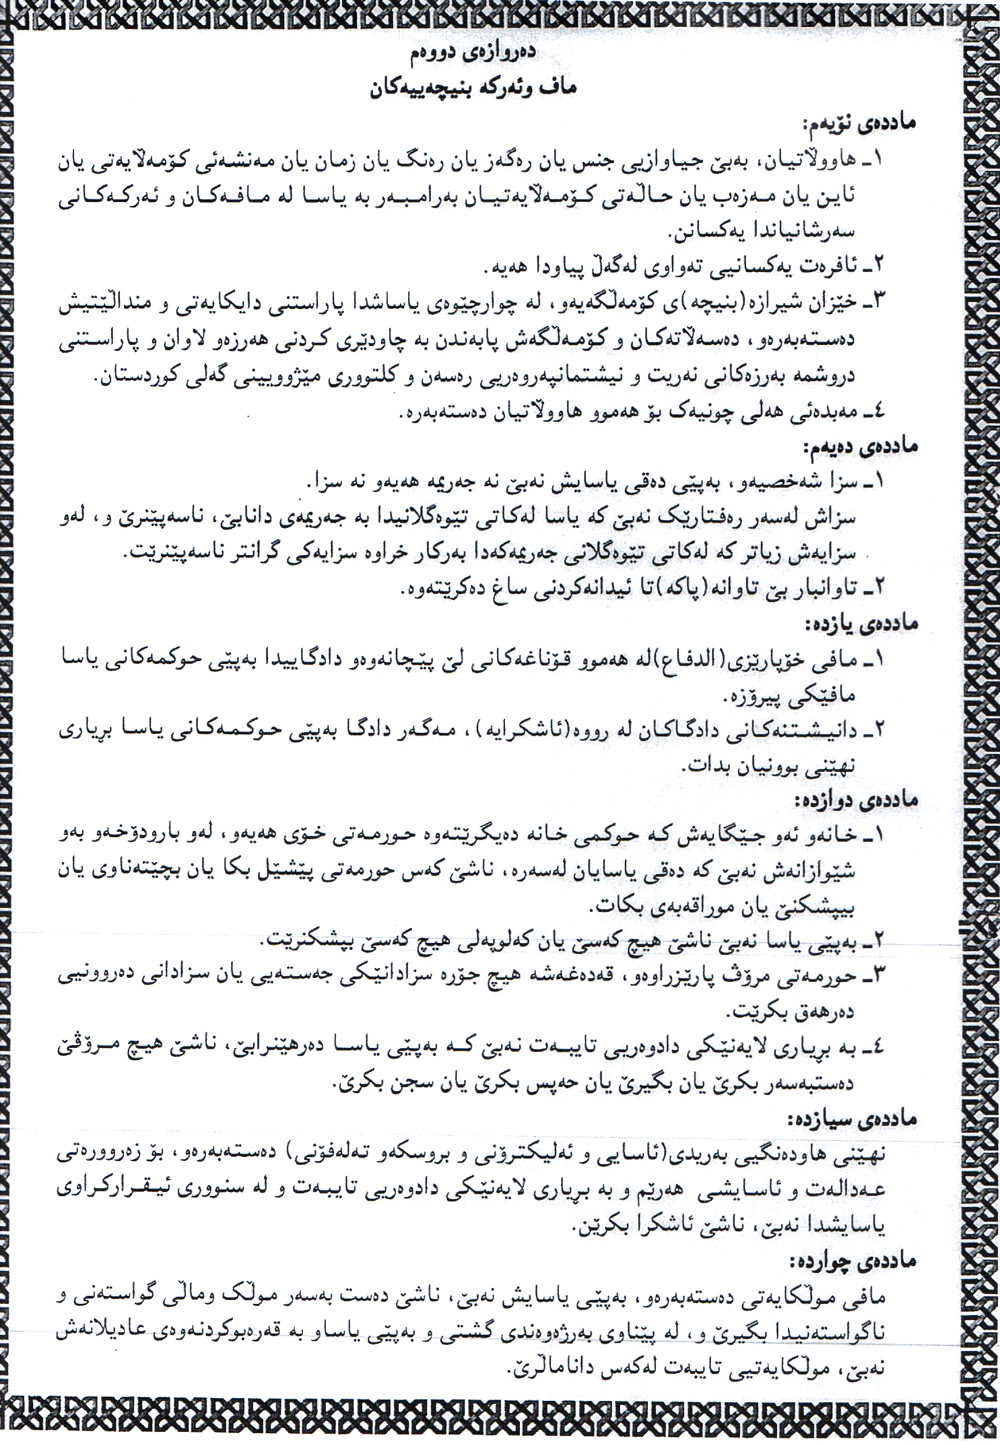 دەروازەی دووەم
ماف وئەرکە بنیچەییەکان
ماددەی نۆیەم:
١ـ هاووڵاتیان، بەبێ جیاوازیی جنس یان رەگەز یان رەنگ یان زمان یان مەنشەئی کۆمەڵایەتی یان
ئاین یان مەزەب یان حاڵەتی کۆمەڵایەتیان بەرامبەر بە یاسا لە مافەکان و ئەرکەکانی
سەرشانیاندا یەکسانن.
٢ـ ئافرەت یەکسانیی تەواوی لەگەڵ پیاودا هەیە.
٣ـ خێزان شیرازە(بنیچە)ی کۆمەڵگەیەو، لە چوارچێوەی یاساشدا پاراستنی دایکایەتی و منداڵێتیش
دەستەبەرەو، دەسەڵاتەکان و کۆمەڵگەش پابەندن بە چاودێری کردنی هەرزەو لاوان و پاراستنی
دروشمە بەرزەکانی نەریت و نیشتمانپەروەریی رەسەن و کلتووری مێژوویینی گەلی کوردستان.
٤ـ مەبدەئی هەلی چونیەک بۆ هەموو هاووڵاتیان دەستەبەرە.
ماددەی دەیەم:
١ـ سزا شەخصیەو، بەپێی دەقی یاسایش نەبێ نە جەریمە هەیەو نە سزا.
سزاش لەسەر رەفتارێک نەبێ کە یاسا لەکاتی تێوەگلانیدا بە جەریمەی دانابێ، ناسەپێنرێ و، لەو
سزایەش زیاتر کە لەکاتی تێوەگلانی جەریمەکەدا بەرکار خراوە سزایەکی گرانتر ناسەپێنرێت.
٢ـ تاوانبار بێ تاوانە(پاکە)تا ئیدانەکردنی ساغ دەکرێتەوە.
ماددەی یازدە:
١ـ مافی خۆپارێزی(الدفاع)لە هەموو قۆناغەکانی لێ پێچانەوەو دادگاییدا بەپێی حوکمەکانی یاسا
مافێکی پیرۆزە.
٢ـ دانیشتنەکانی دادگاکان لە رووە(ئاشکرایە)، مەگەر دادگا بەپێی حوکمەکانی یاسا بڕیاری
نهێنی بوونیان بدات.
ماددەی دوازدە:
١ـ خانەو ئەو جێگایەش کە حوکمی خانە دەیگرێتەوە حورمەتی خۆی هەیەو، لەو بارودۆخەو بەو
شێوازانەش نەبێ کە دەقی یاسایان لەسەرە، ناشێ کەس حورمەتی پێشێل بکا یان بچێتەناوی یان
بیپشکنێ یان موراقەبەی بکات.
٢ـ بەپێی یاسا نەبێ ناشێ هیچ کەسێ یان کەلوپەلی هیچ کەسێ بپشکنرێت.
٣ـ حورمەتی مرۆڤ پارێزراوەو، قەدەغەشە هیچ جۆرە سزادانێکی جەستەیی یان سزادانی دەروونیی
دەرهەق بکرێت.
٤ـ بە بڕیاری لایەنێکی دادوەریی تایبەت نەبێ کە بەپێی یاسا دەرهێنرابێ، ناشێ هیچ مرۆڤێ
دەستبەسەر بکرێ یان بگیرێ یان حەپس بکرێ یان سجن بکرێ.
ماددەی سیازدە:
نهێنی هاودەنگیی بەریدی(ئاسایی و ئەلیکترۆنی و بروسکەو تەلەفۆنی) دەستەبەرەو، بۆ زەروورەتی
عەدالەت و ئاسایشی هەرێم و بە بڕیاری لایەنێکی دادوەریی تایبەت و لە سنووری ئیقرارکراوی
یاسایشدا نەبێ، ناشێ ئاشکرا بکرێن.
ماددەی چواردە:
مافی موڵکایەتی دەستەبەرەو، بەپێی یاسایش نەبێ، ناشێ دەست بەسەر موڵک وماڵی گواستەنی و
ناگواستەنیدا بگیرێ و، لە پێناوی بەرژەوەندی گشتی و بەپێی یاساو بە قەرەبوکردنەوەی عادیلانەش
نەبێ، موڵکایەتیی تایبەت لەکەس داناماڵرێ.